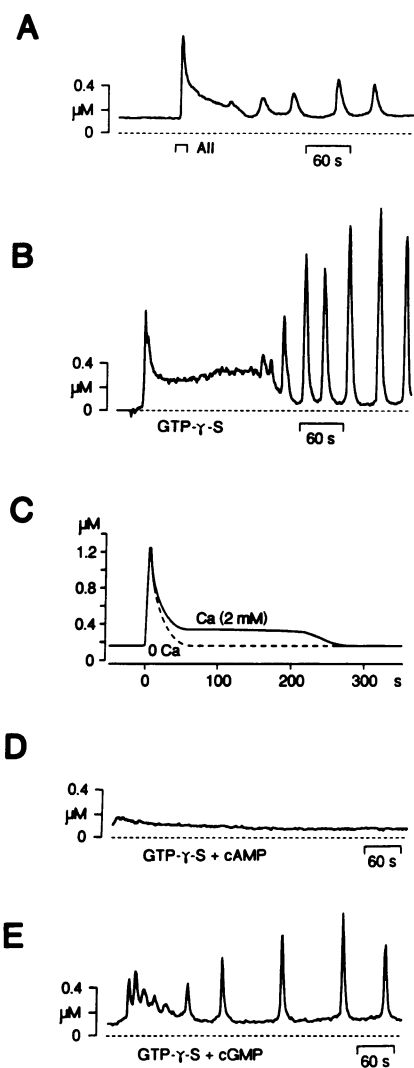 A
0.4
μM
0
AII
60 s
B
0.4
μM
0
GTP-γ-S
60 s
C
μM
1.2
0.8
0.4
0
Ca (2 mM)
0 Ca
0 100 200 300 s
D
0.4
μM
0
GTP-γ-S + cAMP
60 s
E
0.4
μM
0
GTP-γ-S + cGMP
60 s